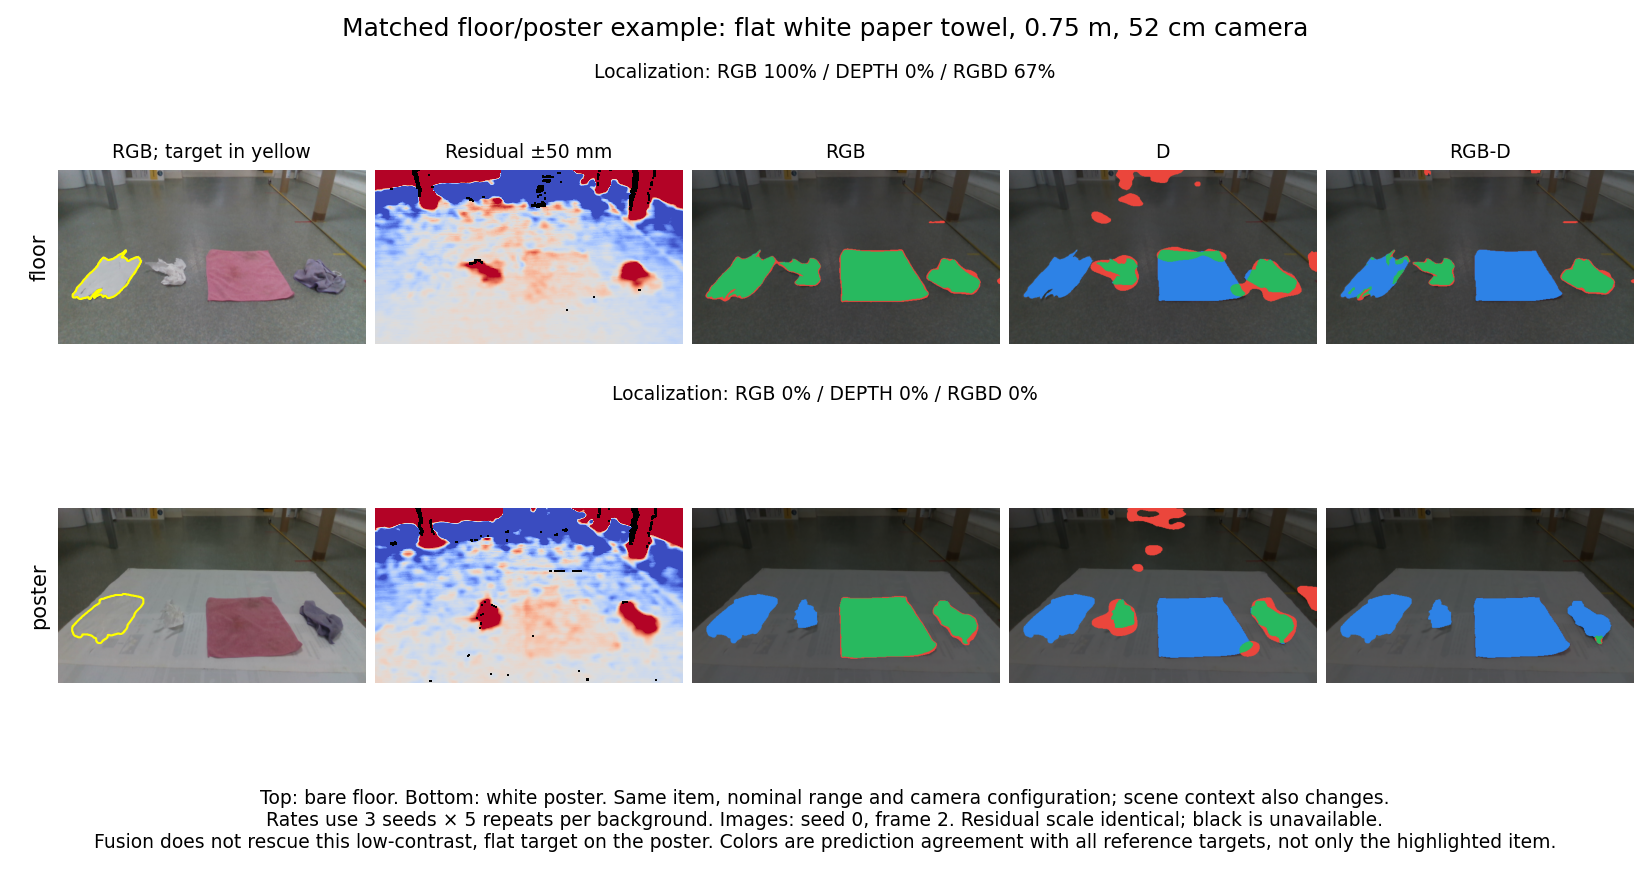 Matched floor/poster example: flat white paper towel, 0.75 m, 52 cm camera
Localization: RGB 100% / DEPTH 0% / RGBD 67%
RGB; target in yellow
Residual ±50 mm
RGB
D
RGB-D
floor
Localization: RGB 0% / DEPTH 0% / RGBD 0%
poster
Top: bare floor. Bottom: white poster. Same item, nominal range and camera configuration; scene context also changes.
Rates use 3 seeds × 5 repeats per background. Images: seed 0, frame 2. Residual scale identical; black is unavailable.
Fusion does not rescue this low-contrast, flat target on the poster. Colors are prediction agreement with all reference targets, not only the highlighted item.